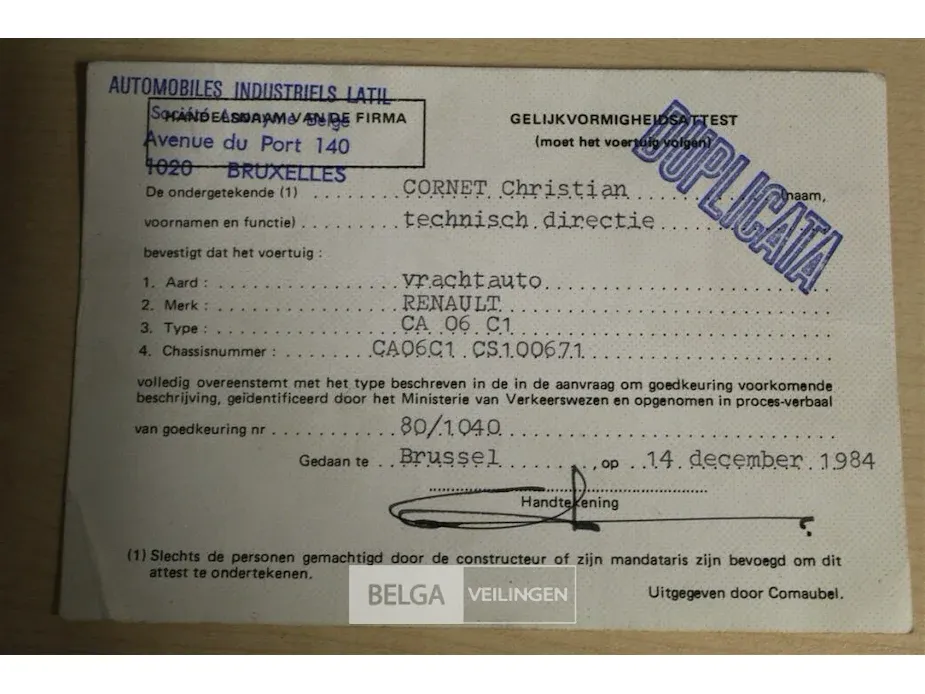 AUTOMOBILES INDUSTRIELS LATIL
Société Anonyme Belge
HANDELSNAAM VAN DE FIRMA
Avenue du Port 140
1020 BRUXELLES
GELIJKVORMIGHEIDSATTEST
(moet het voertuig volgen)
DUPLICATA
De ondergetekende (1) ........ CORNET Christian ........ (naam,
voornamen en functie) ........ technisch directie ........
bevestigt dat het voertuig :
1. Aard : ........ vrachtauto ........
2. Merk : ........ RENAULT ........
3. Type : ........ CA 06 C1 ........
4. Chassisnummer : ........ CA06C1 CS100671 ........
volledig overeenstemt met het type beschreven in de in de aanvraag om goedkeuring voorkomende
beschrijving, geïdentificeerd door het Ministerie van Verkeerswezen en opgenomen in proces-verbaal
van goedkeuring nr ........ 80/1040 ........
Gedaan te .. Brussel ........, op .. 14 december 1984
Handtekening
(1) Slechts de personen gemachtigd door de constructeur of zijn mandataris zijn bevoegd om dit
attest te ondertekenen.
Uitgegeven door Comaubel.
BELGA VEILINGEN